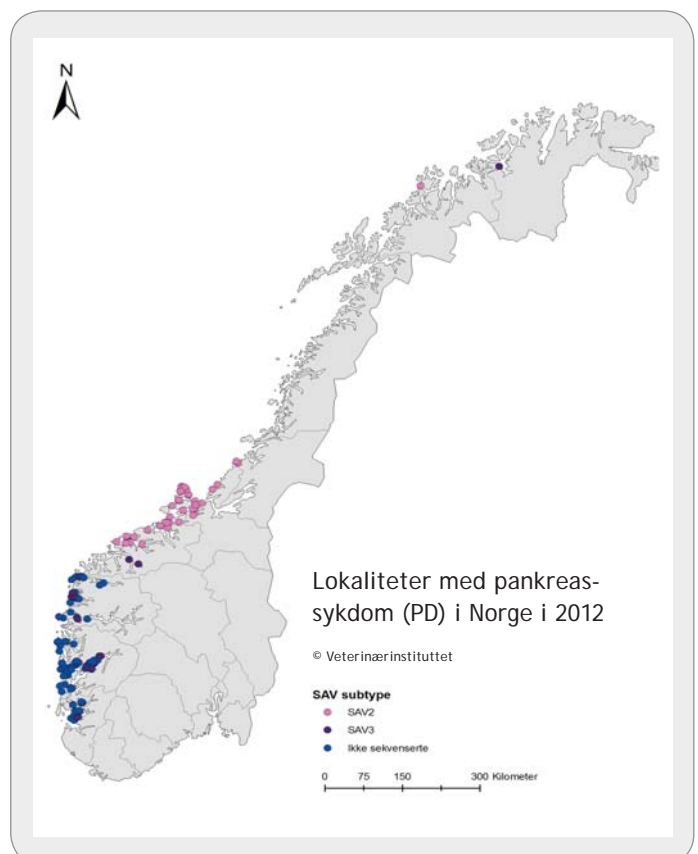 N
Lokaliteter med pankreas-
sykdom (PD) i Norge i 2012
© Veterinærinstituttet
SAV subtype
SAV2
SAV3
Ikke sekvenserte
0 75 150 300 Kilometer